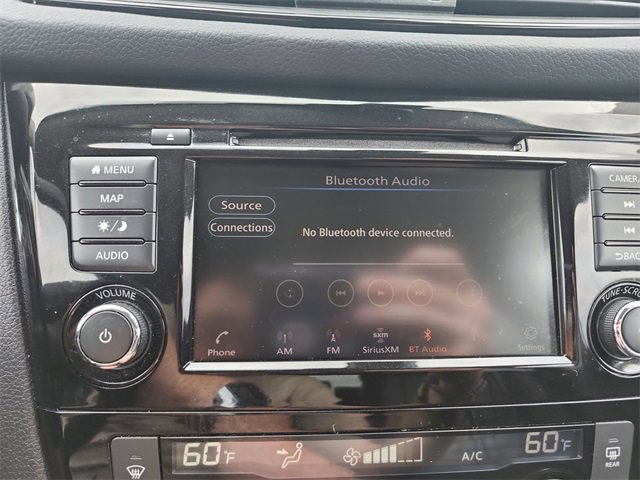 MENU
MAP
AUDIO
VOLUME
Bluetooth Audio
Source
Connections
No Bluetooth device connected.
Phone
AM
FM
sxm
SiriusXM
BT Audio
Settings
CAMERA
BACK
TUNE·SCROLL
60°F
A/C
60°F
REAR